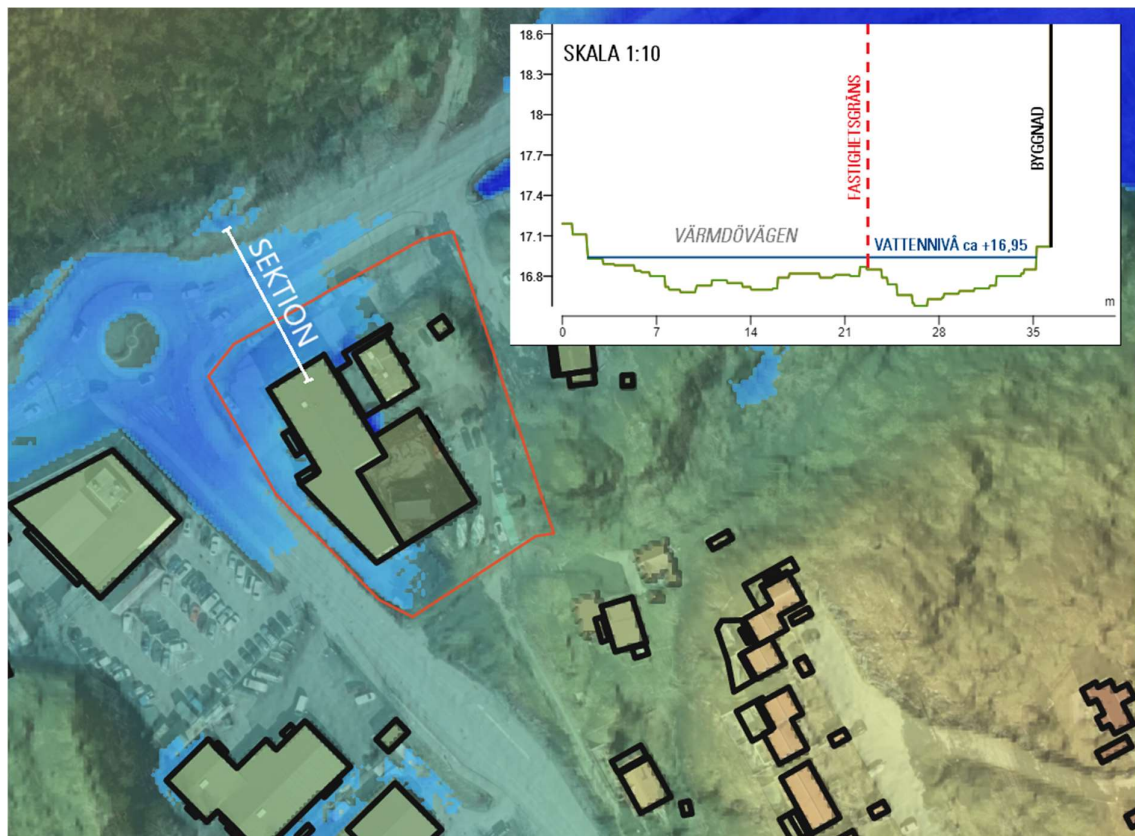 SKALA 1:10
18.6
18.3
18
17.7
17.4
17.1
16.8
FASTIGHETSGRÄNS
BYGGNAD
VÄRMDÖVÄGEN
VATTENNIVÅ ca +16,95
m
0 7 14 21 28 35
SEKTION